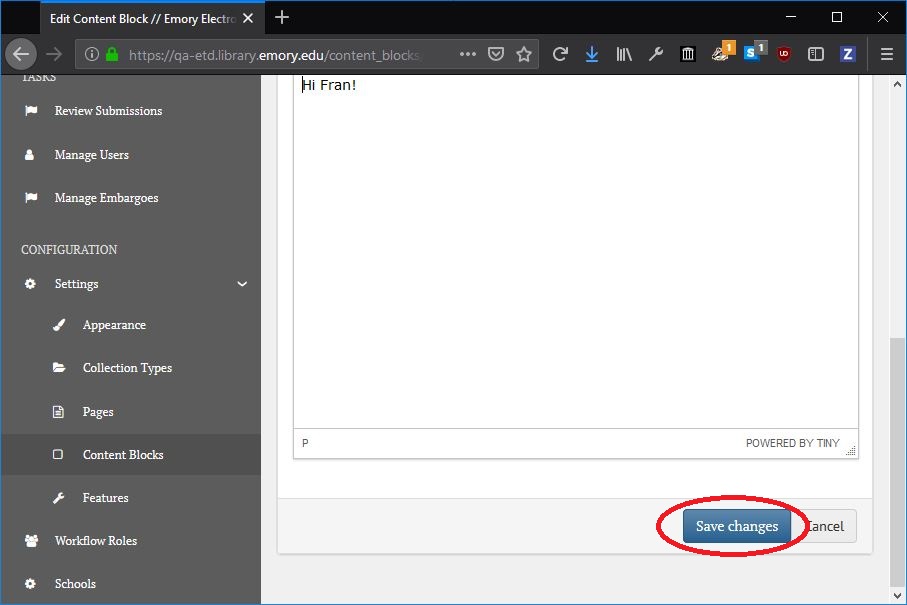 Edit Content Block // Emory Electro
https://qa-etd.library.emory.edu/content_blocks
1
1
S
UD
Z
TASKS
Review Submissions
Manage Users
Manage Embargoes
CONFIGURATION
Settings
Appearance
Collection Types
Pages
Content Blocks
Features
Workflow Roles
Schools
Hi Fran!
P
POWERED BY TINY
Save changes
Cancel